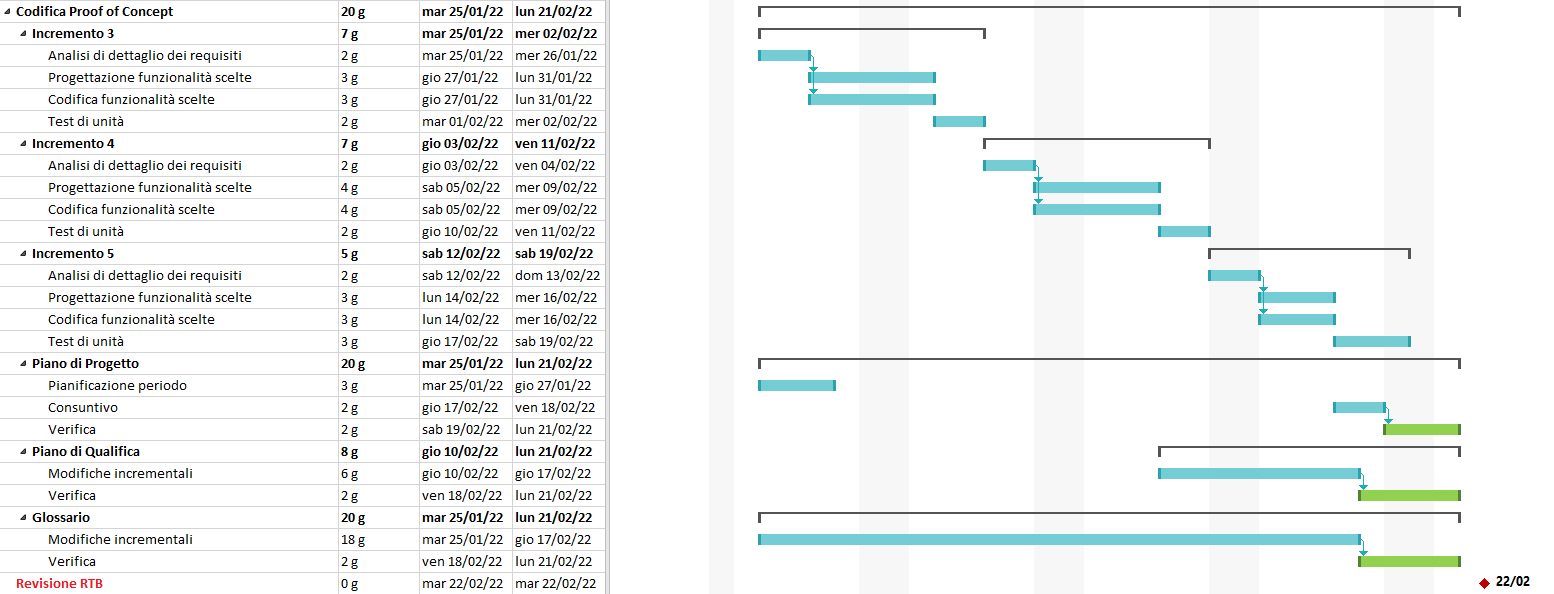 Codifica Proof of Concept 20 g mar 25/01/22 lun 21/02/22
Incremento 3 7 g mar 25/01/22 mer 02/02/22
Analisi di dettaglio dei requisiti 2 g mar 25/01/22 mer 26/01/22
Progettazione funzionalità scelte 3 g gio 27/01/22 lun 31/01/22
Codifica funzionalità scelte 3 g gio 27/01/22 lun 31/01/22
Test di unità 2 g mar 01/02/22 mer 02/02/22
Incremento 4 7 g gio 03/02/22 ven 11/02/22
Analisi di dettaglio dei requisiti 2 g gio 03/02/22 ven 04/02/22
Progettazione funzionalità scelte 4 g sab 05/02/22 mer 09/02/22
Codifica funzionalità scelte 4 g sab 05/02/22 mer 09/02/22
Test di unità 2 g gio 10/02/22 ven 11/02/22
Incremento 5 5 g sab 12/02/22 sab 19/02/22
Analisi di dettaglio dei requisiti 2 g sab 12/02/22 dom 13/02/22
Progettazione funzionalità scelte 3 g lun 14/02/22 mer 16/02/22
Codifica funzionalità scelte 3 g lun 14/02/22 mer 16/02/22
Test di unità 3 g gio 17/02/22 sab 19/02/22
Piano di Progetto 20 g mar 25/01/22 lun 21/02/22
Pianificazione periodo 3 g mar 25/01/22 gio 27/01/22
Consuntivo 2 g gio 17/02/22 ven 18/02/22
Verifica 2 g sab 19/02/22 lun 21/02/22
Piano di Qualifica 8 g gio 10/02/22 lun 21/02/22
Modifiche incrementali 6 g gio 10/02/22 gio 17/02/22
Verifica 2 g ven 18/02/22 lun 21/02/22
Glossario 20 g mar 25/01/22 lun 21/02/22
Modifiche incrementali 18 g mar 25/01/22 gio 17/02/22
Verifica 2 g ven 18/02/22 lun 21/02/22
Revisione RTB 0 g mar 22/02/22 mar 22/02/22 22/02